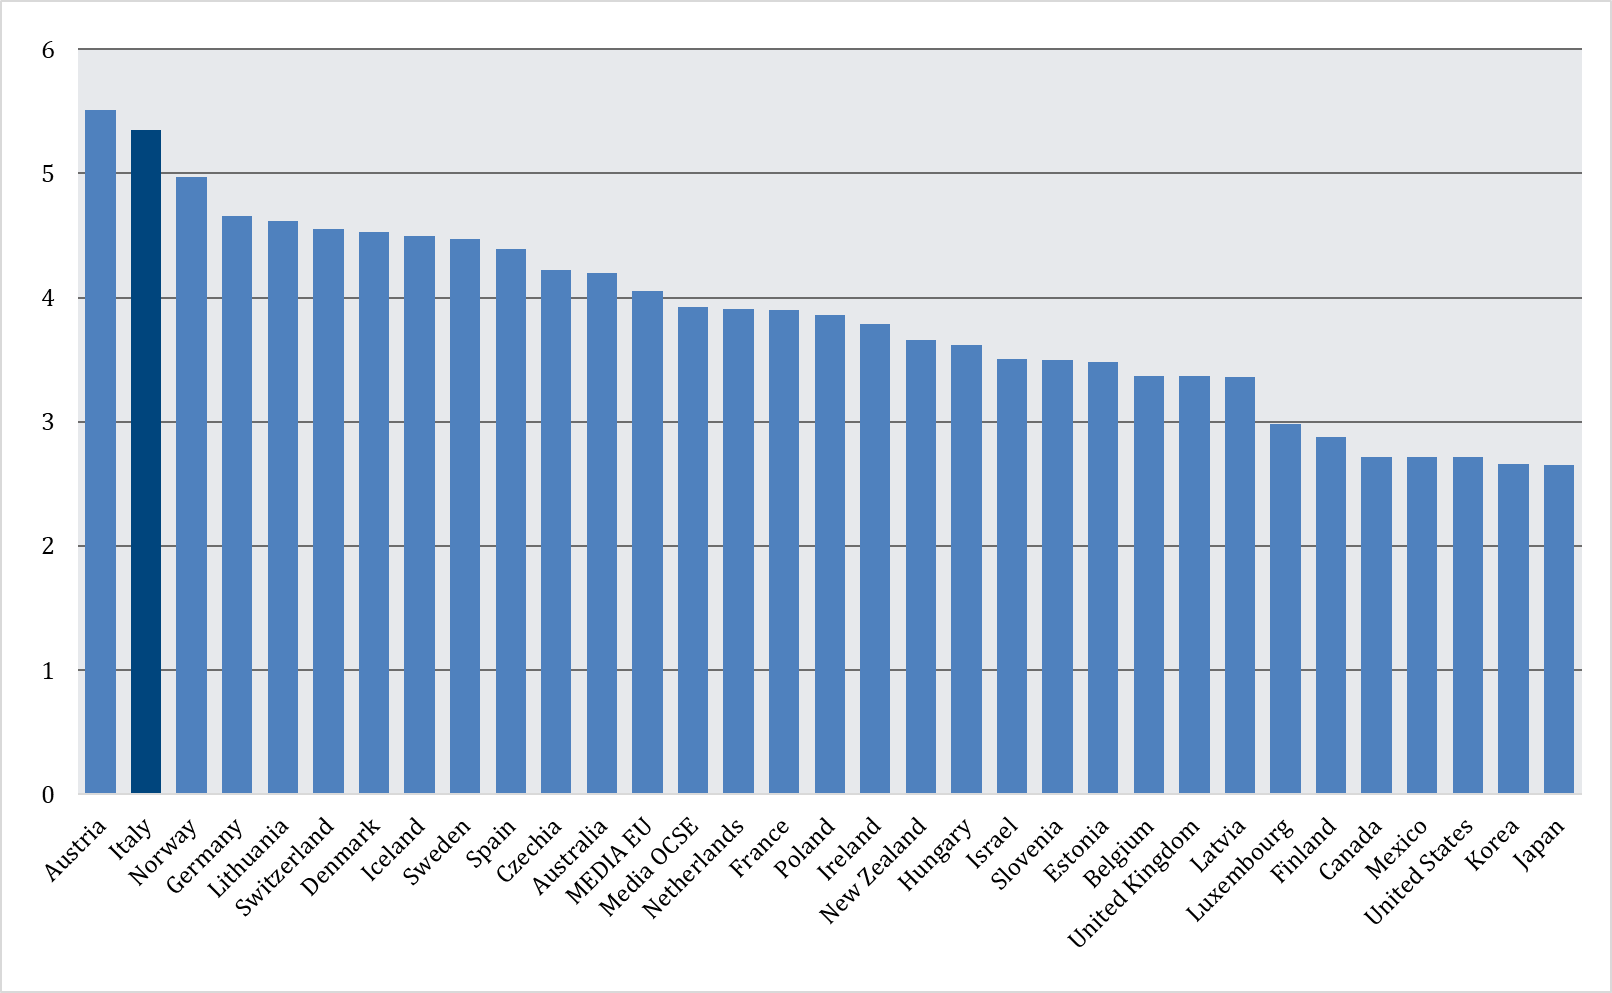 6
5
4
3
2
1
0
Austria
Italy
Norway
Germany
Lithuania
Switzerland
Denmark
Iceland
Sweden
Spain
Czechia
Australia
MEDIA EU
Media OCSE
Netherlands
France
Poland
Ireland
New Zealand
Hungary
Israel
Slovenia
Estonia
Belgium
United Kingdom
Latvia
Luxembourg
Finland
Canada
Mexico
United States
Korea
Japan